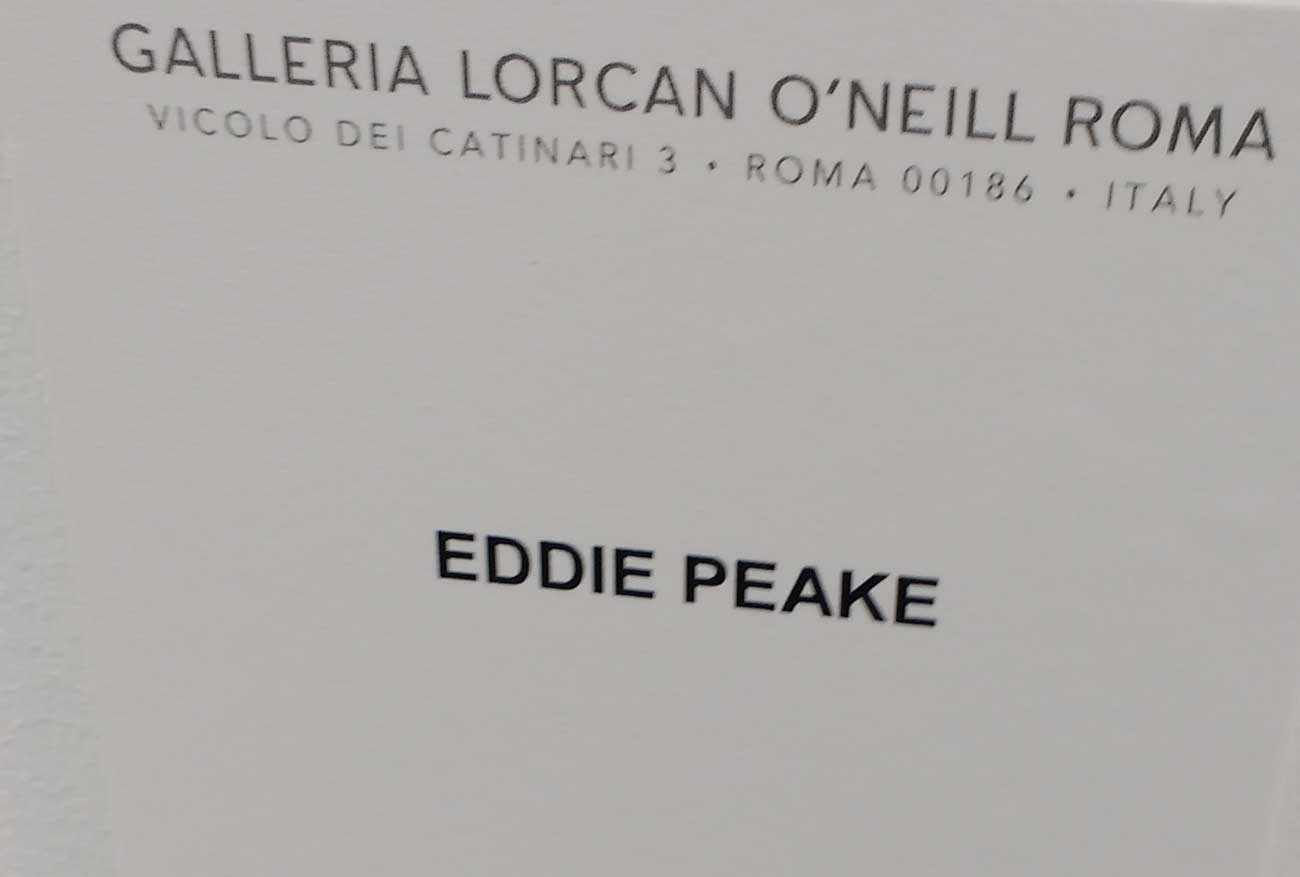 GALLERIA LORCAN O'NEILL ROMA
VICOLO DEI CATINARI 3 • ROMA 00186 • ITALY
EDDIE PEAKE